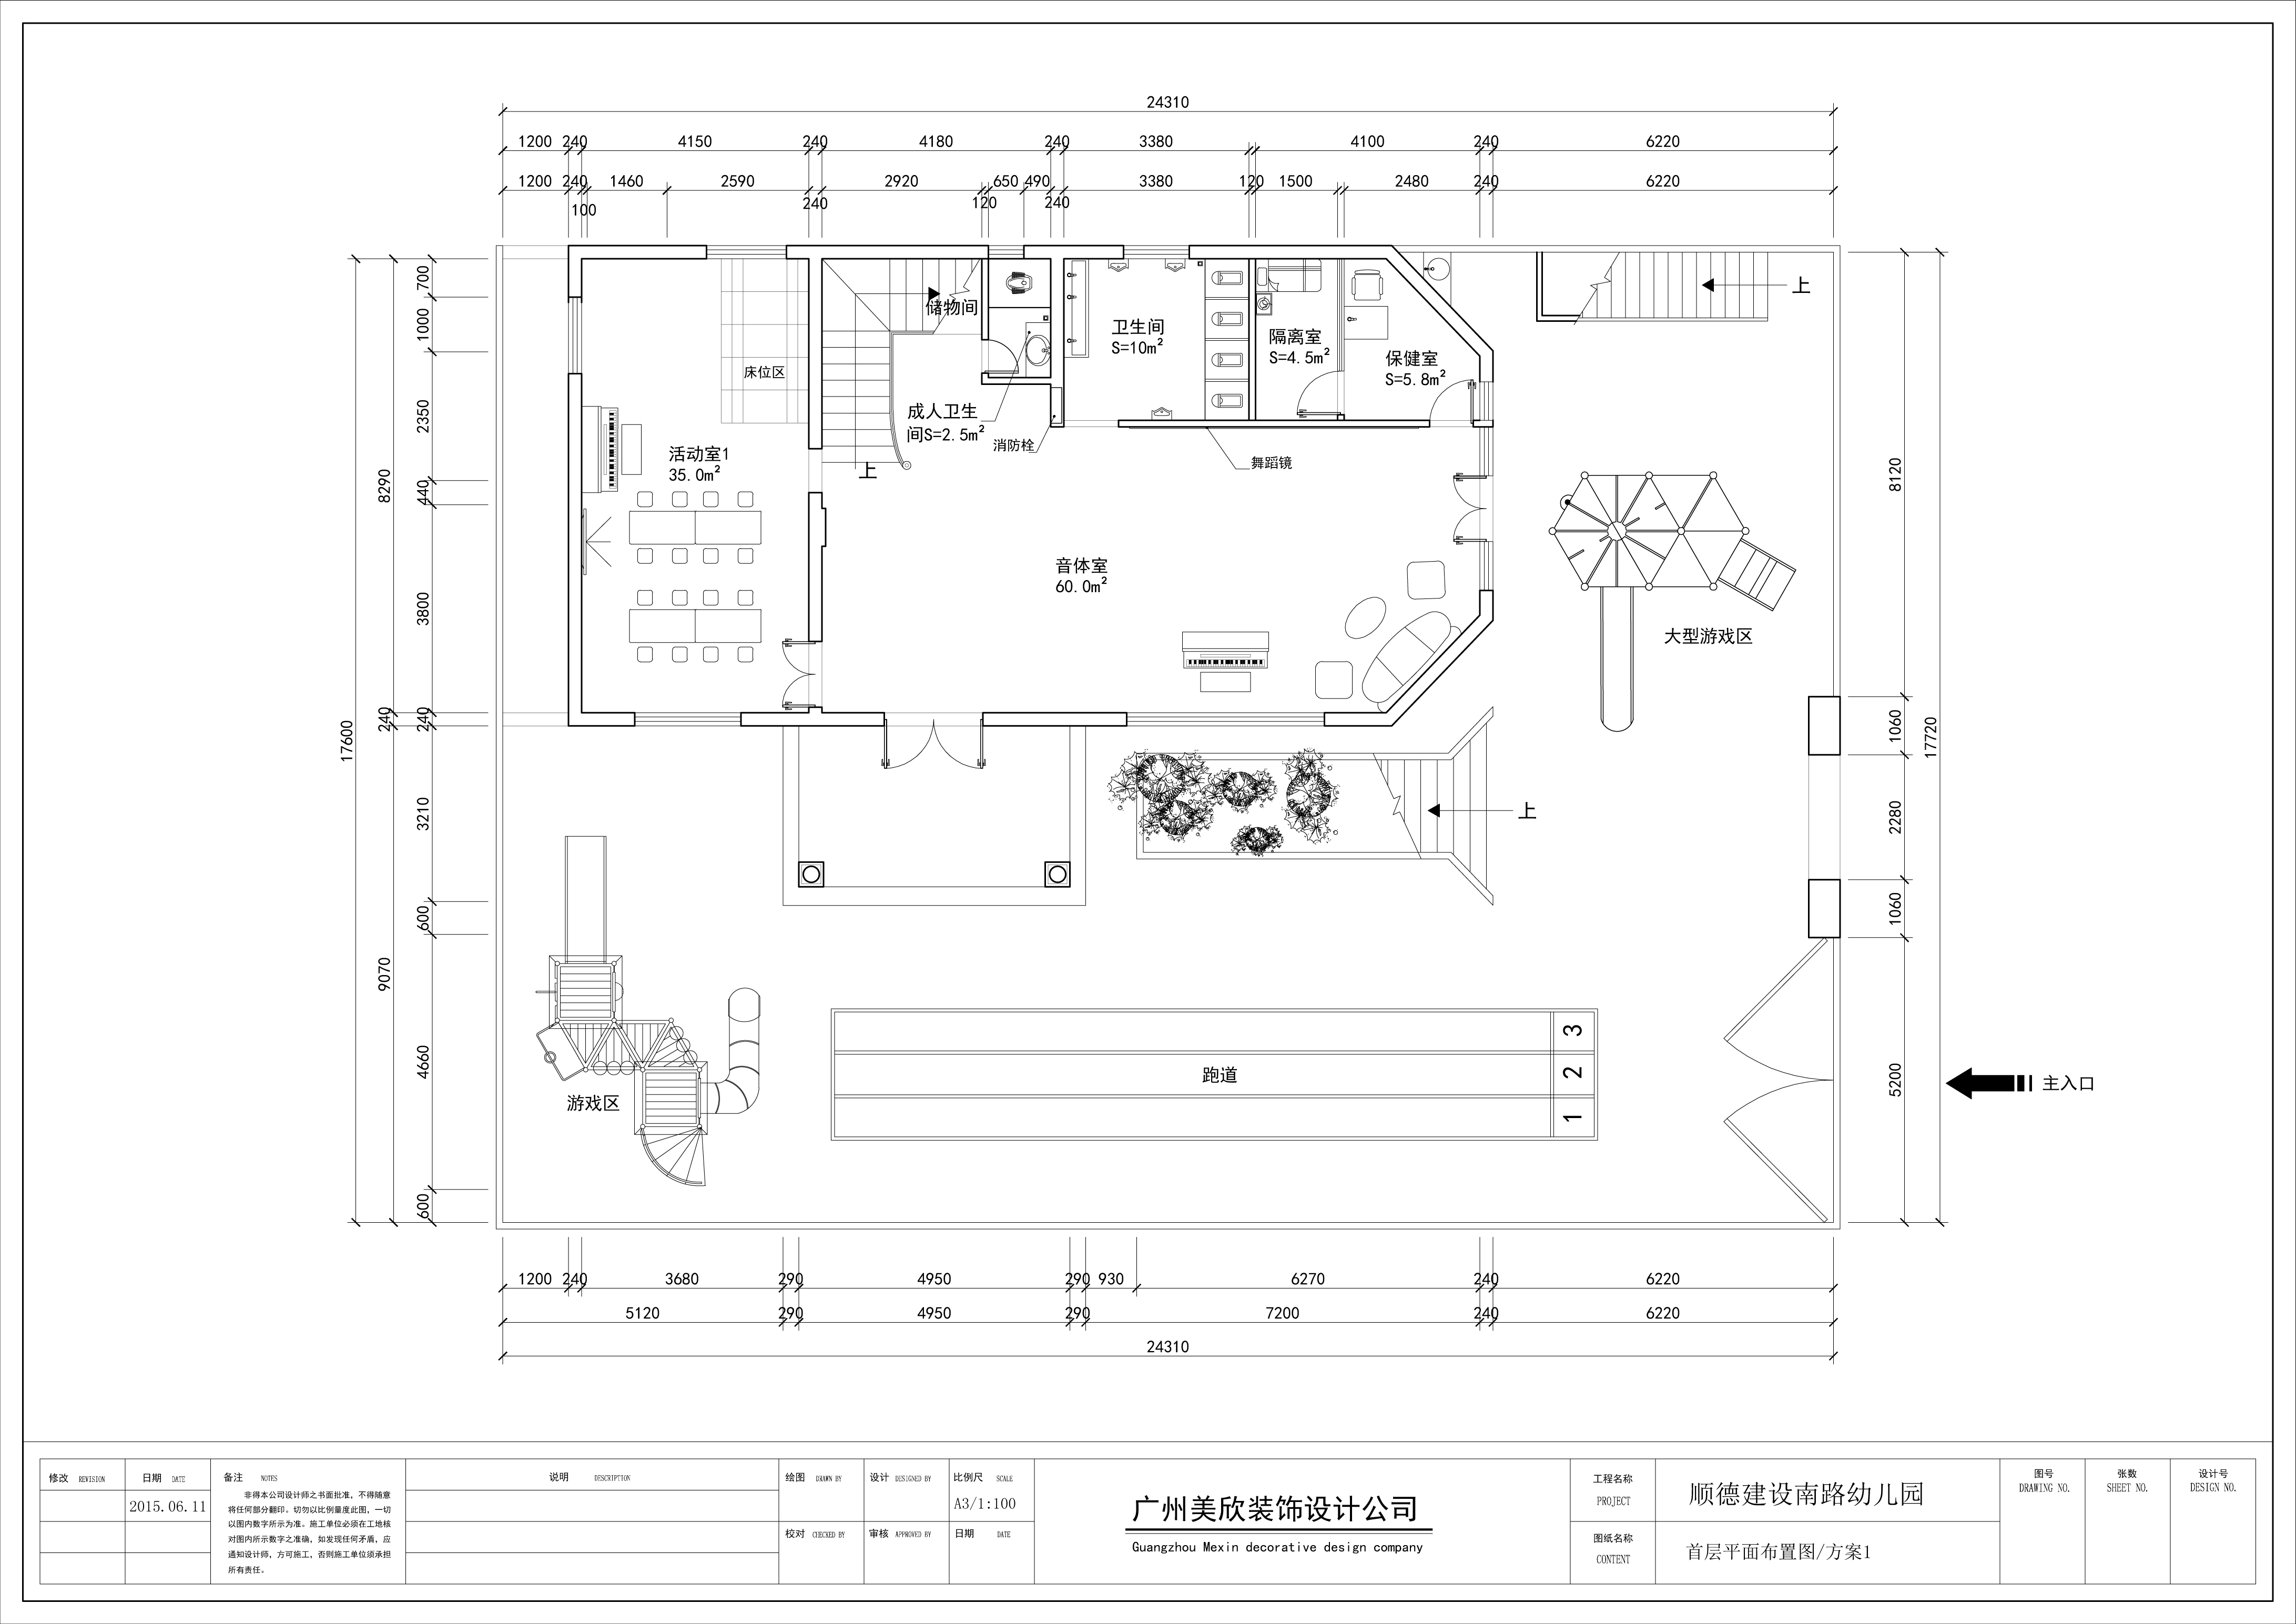 24310
1200 240 4150 240 4180 240 3380 4100 240 6220
1200 240 1460 2590 2920 650 490 3380 120 1500 2480 240 6220
100 240 120 240
700
1000
2350
440
3800
240
3210
600
4660
600
8290
240
9070
17600
8120
1060
2280
1060
5200
17720
储物间
上
卫生间
S=10m²
隔离室
S=4.5m²
保健室
S=5.8m²
床位区
成人卫生
间S=2.5m²
消防栓
舞蹈镜
活动室1
35.0m²
上
音体室
60.0m²
大型游戏区
上
游戏区
跑道
3
2
1
主入口
1200 240 3680 290 4950 290 930 6270 240 6220
5120 290 4950 290 7200 240 6220
24310
修改 REVISION
日期 DATE
2015.06.11
备注 NOTES
非得本公司设计师之书面批准，不得随意
将任何部分翻印。切勿以比例量度此图，一切
以图内数字所示为准。施工单位必须在工地核
对图内所示数字之准确，如发现任何矛盾，应
通知设计师，方可施工，否则施工单位须承担
所有责任。
说明 DESCRIPTION
绘图 DRAWN BY
设计 DESIGNED BY
比例尺 SCALE
A3/1:100
校对 CHECKED BY
审核 APPROVED BY
日期 DATE
广州美欣装饰设计公司
Guangzhou Mexin decorative design company
工程名称
PROJECT
顺德建设南路幼儿园
图纸名称
CONTENT
首层平面布置图/方案1
图号
DRAWING NO.
张数
SHEET NO.
设计号
DESIGN NO.